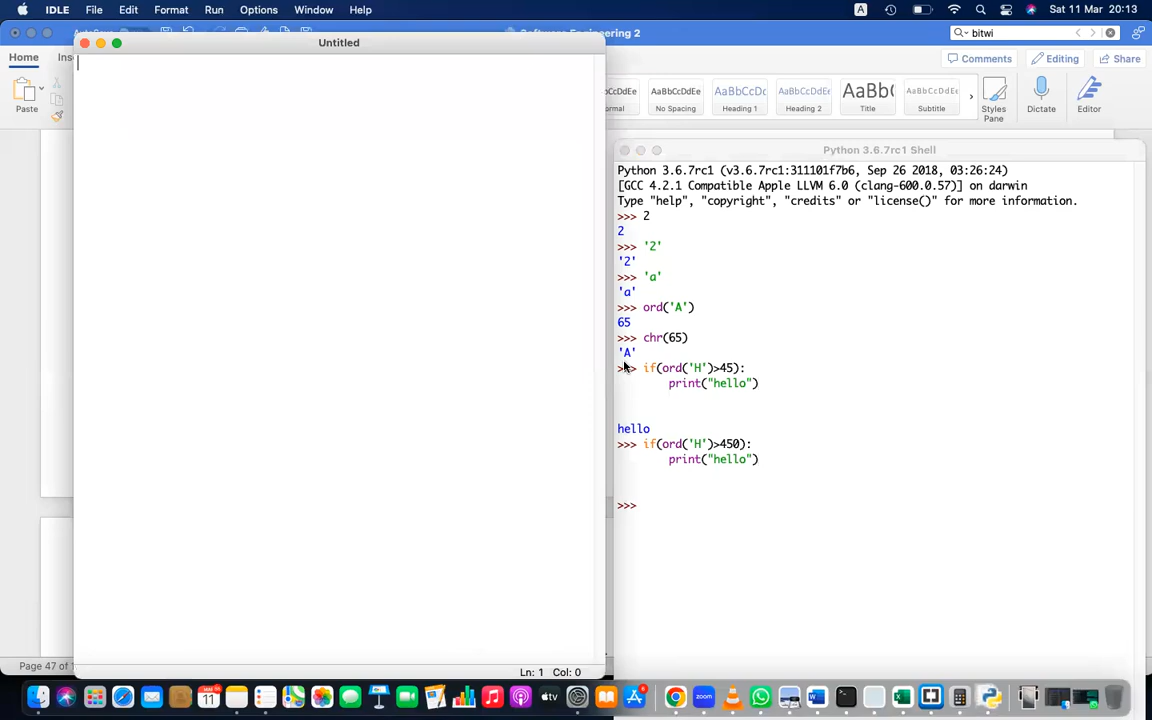 IDLE File Edit Format Run Options Window Help
A
Sat 11 Mar 20:13
Software Engineering 2
bitwi
Home
Comments
Editing
Share
Untitled
Paste
AaBbCcDdEe
No Spacing
AaBbCcDc
Heading 1
AaBbCcDdEe
Heading 2
Title
AaBbCcDdEe
Subtitle
Styles
Pane
Dictate
Editor
Python 3.6.7rc1 Shell
Python 3.6.7rc1 (v3.6.7rc1:311101f7b6, Sep 26 2018, 03:26:24)
[GCC 4.2.1 Compatible Apple LLVM 6.0 (clang-600.0.57)] on darwin
Type "help", "copyright", "credits" or "license()" for more information.
>>> 2
2
>>> '2'
'2'
>>> 'a'
'a'
>>> ord('A')
65
>>> chr(65)
'A'
>>> if(ord('H')>45):
print("hello")
hello
>>> if(ord('H')>450):
print("hello")
>>>
Page 47 of 1
Ln: 1 Col: 0